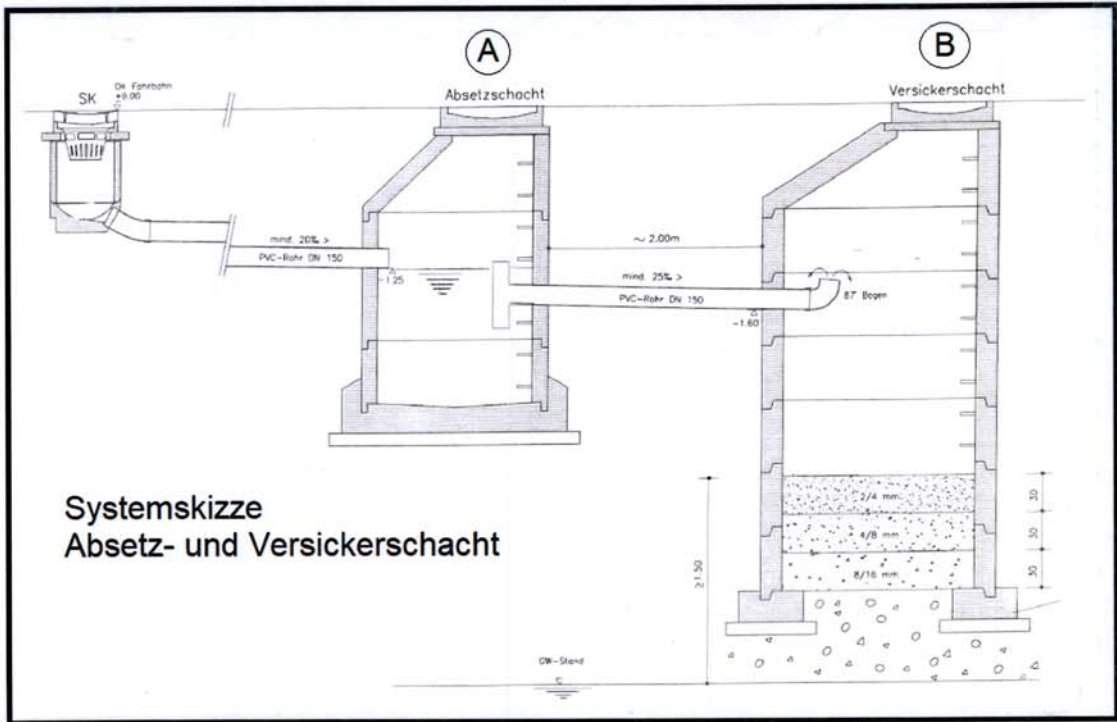 A
B
SK
OK Fahrbahn
±0.00
Absetzschacht
Versickerschacht
mind. 20‰ >
PVC-Rohr DN 150
-1.25
~ 2.00m
mind. 25‰ >
PVC-Rohr DN 150
-1.60
87° Bogen
2/4 mm
30
4/8 mm
30
8/16 mm
30
≥1.50
GW-Stand
Systemskizze
Absetz- und Versickerschacht